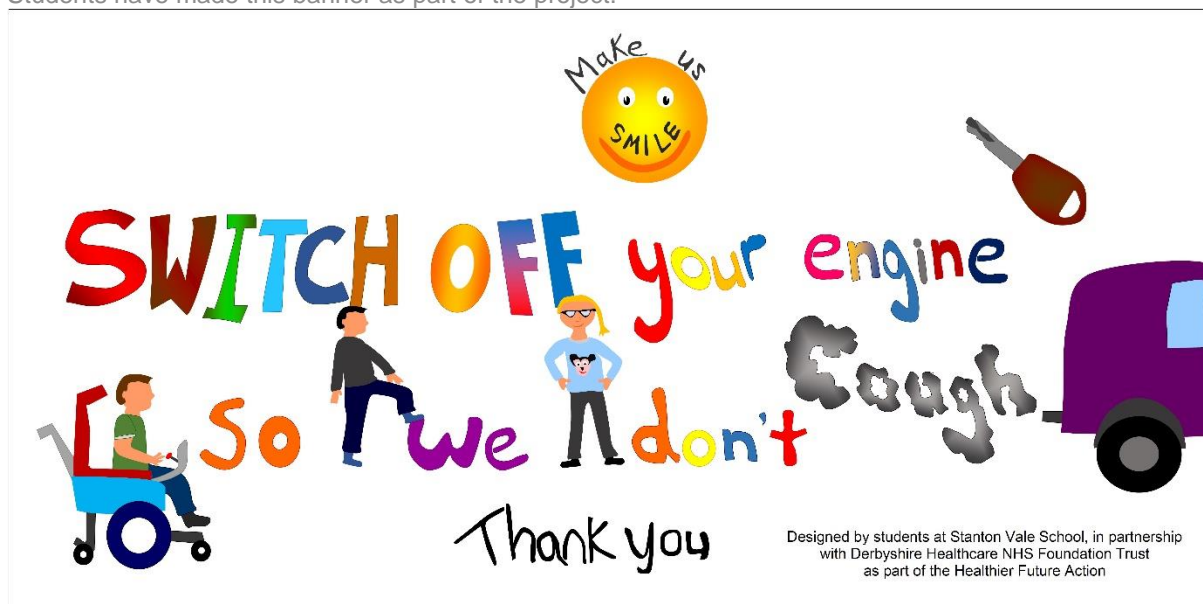 Students have made this banner as part of the project.
Make us
SMILE
SWITCH OFF your engine
so we don't Cough
Thank you
Designed by students at Stanton Vale School, in partnership
with Derbyshire Healthcare NHS Foundation Trust
as part of the Healthier Future Action